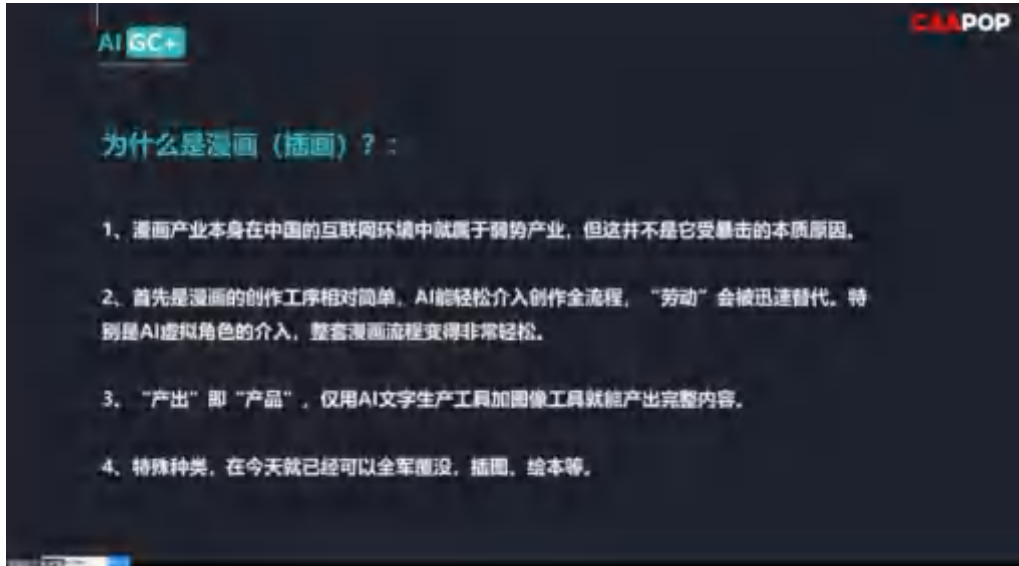 AI GC+
CAAPOP
为什么是漫画（插画）？：
1、漫画产业本身在中国的互联网环境中就属于弱势产业，但这并不是它受暴击的本质原因。
2、首先是漫画的创作工序相对简单，AI能轻松介入创作全流程，“劳动”会被迅速替代。特
别是AI虚拟角色的介入，整套漫画流程变得非常轻松。
3、“产出”即“产品”，仅用AI文字生产工具加图像工具就能产出完整内容。
4、特殊种类，在今天就已经可以全军覆没，插图，绘本等。